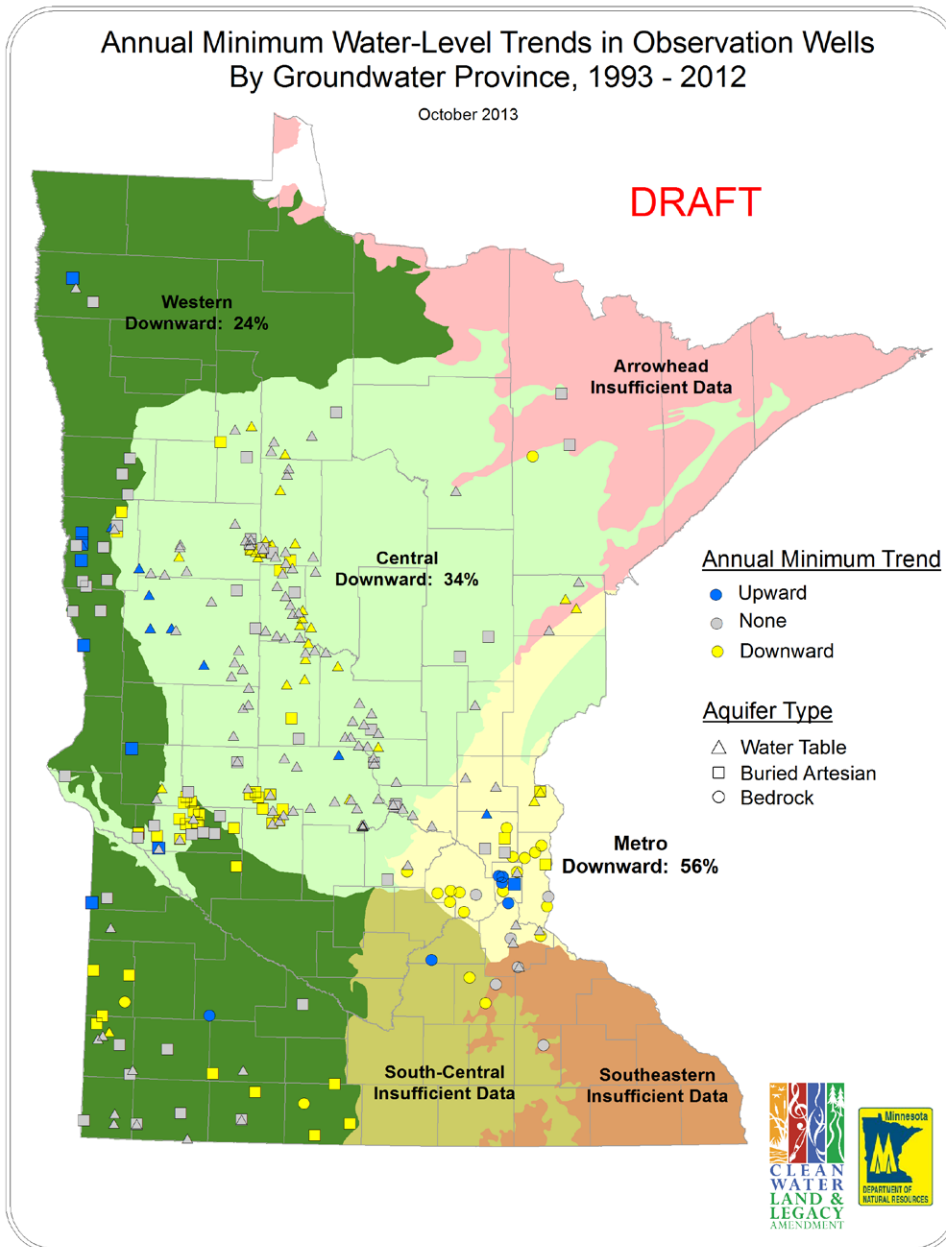 Annual Minimum Water-Level Trends in Observation Wells
By Groundwater Province, 1993 - 2012
October 2013
DRAFT
Western
Downward: 24%
Arrowhead
Insufficient Data
Central
Downward: 34%
Annual Minimum Trend
Upward
None
Downward
Aquifer Type
Water Table
Buried Artesian
Bedrock
Metro
Downward: 56%
South-Central
Insufficient Data
Southeastern
Insufficient Data
CLEAN
WATER
LAND &
LEGACY
AMENDMENT
Minnesota
DEPARTMENT OF
NATURAL RESOURCES